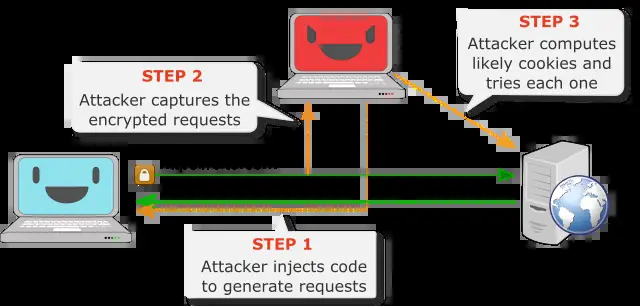 STEP 3
Attacker computes
likely cookies and
tries each one
STEP 2
Attacker captures the
encrypted requests
STEP 1
Attacker injects code
to generate requests